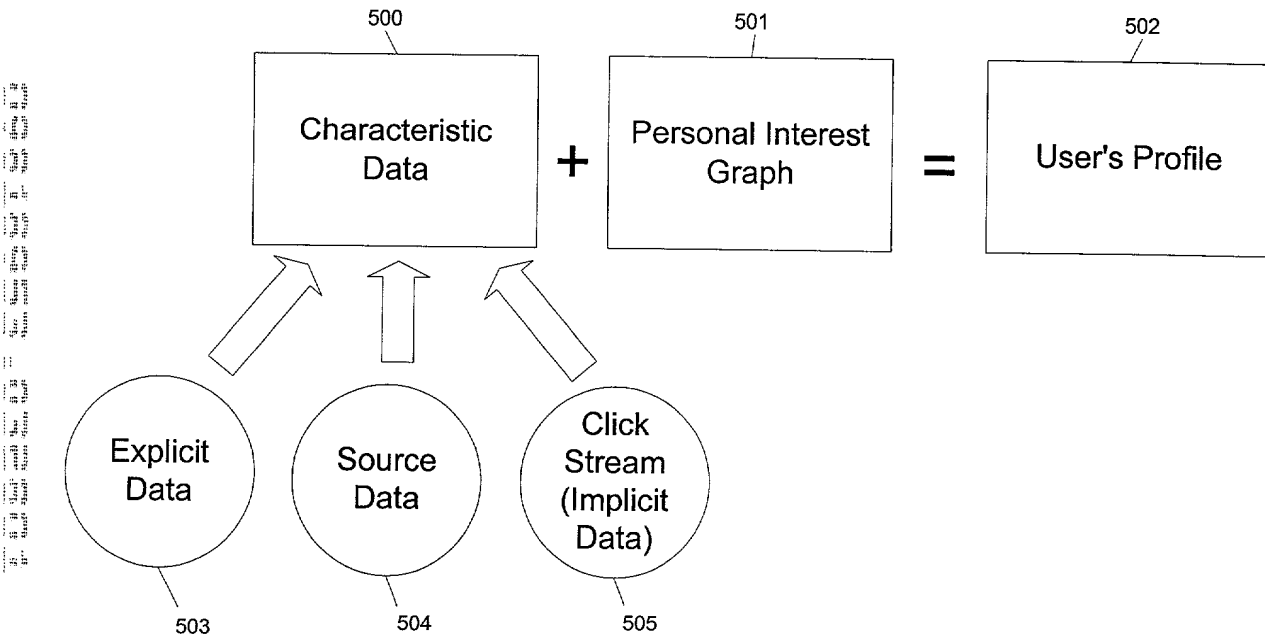 500
501
502
Characteristic
Data
+
Personal Interest
Graph
=
User's Profile
Explicit
Data
Source
Data
Click
Stream
(Implicit
Data)
503
504
505